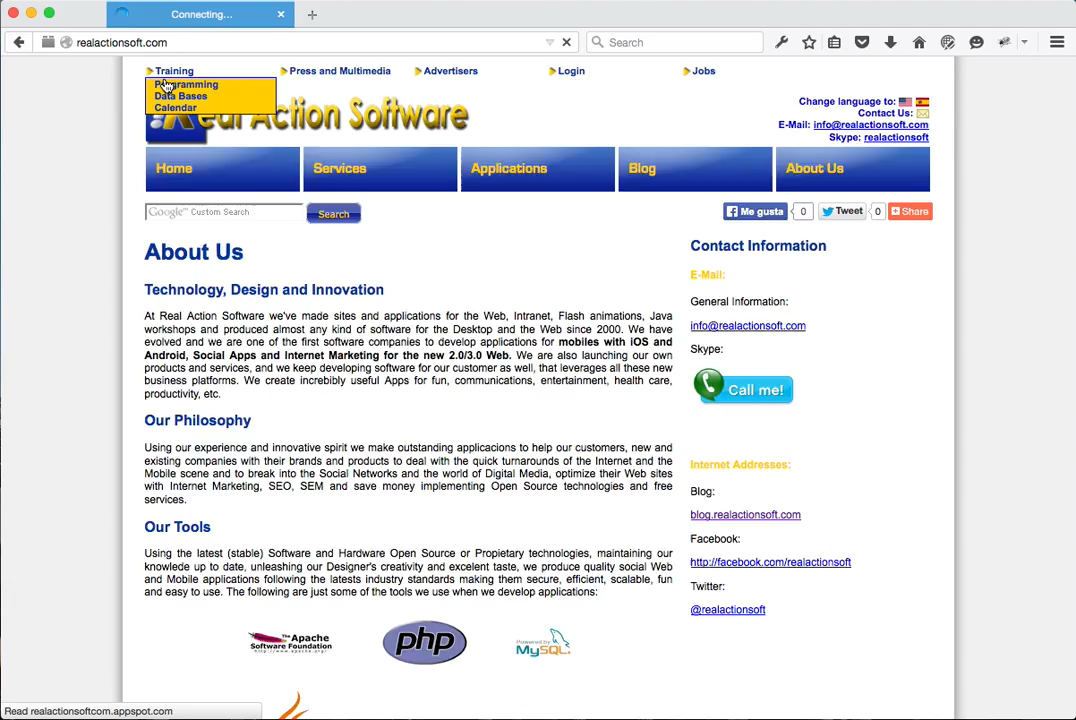 Connecting...
realactionsoft.com
Search
Training
Press and Multimedia
Advertisers
Login
Jobs
Programming
Data Bases
Calendar
Real Action Software
Change language to:
Contact Us:
E-Mail: info@realactionsoft.com
Skype: realactionsoft
Home
Services
Applications
Blog
About Us
Google™ Custom Search
Search
Me gusta
0
Tweet
0
Share
About Us
Technology, Design and Innovation
At Real Action Software we've made sites and applications for the Web, Intranet, Flash animations, Java
workshops and produced almost any kind of software for the Desktop and the Web since 2000. We have
evolved and we are one of the first software companies to develop applications for mobiles with iOS and
Android, Social Apps and Internet Marketing for the new 2.0/3.0 Web. We are also launching our own
products and services, and we keep developing software for our customer as well, that leverages all these new
business platforms. We create increbibly useful Apps for fun, communications, entertainment, health care,
productivity, etc.
Our Philosophy
Using our experience and innovative spirit we make outstanding applicacions to help our customers, new and
existing companies with their brands and products to deal with the quick turnarounds of the Internet and the
Mobile scene and to break into the Social Networks and the world of Digital Media, optimize their Web sites
with Internet Marketing, SEO, SEM and save money implementing Open Source technologies and free
services.
Our Tools
Using the latest (stable) Software and Hardware Open Source or Propietary technologies, maintaining our
knowlede up to date, unleashing our Designer's creativity and excelent taste, we produce quality social Web
and Mobile applications following the latests industry standards making them secure, efficient, scalable, fun
and easy to use. The following are just some of the tools we use when we develop applications:
The Apache
Software Foundation
http://www.apache.org/
php
Powered by
MySQL
Contact Information
E-Mail:
General Information:
info@realactionsoft.com
Skype:
Call me!
Internet Addresses:
Blog:
blog.realactionsoft.com
Facebook:
http://facebook.com/realactionsoft
Twitter:
@realactionsoft
Read realactionsoftcom.appspot.com